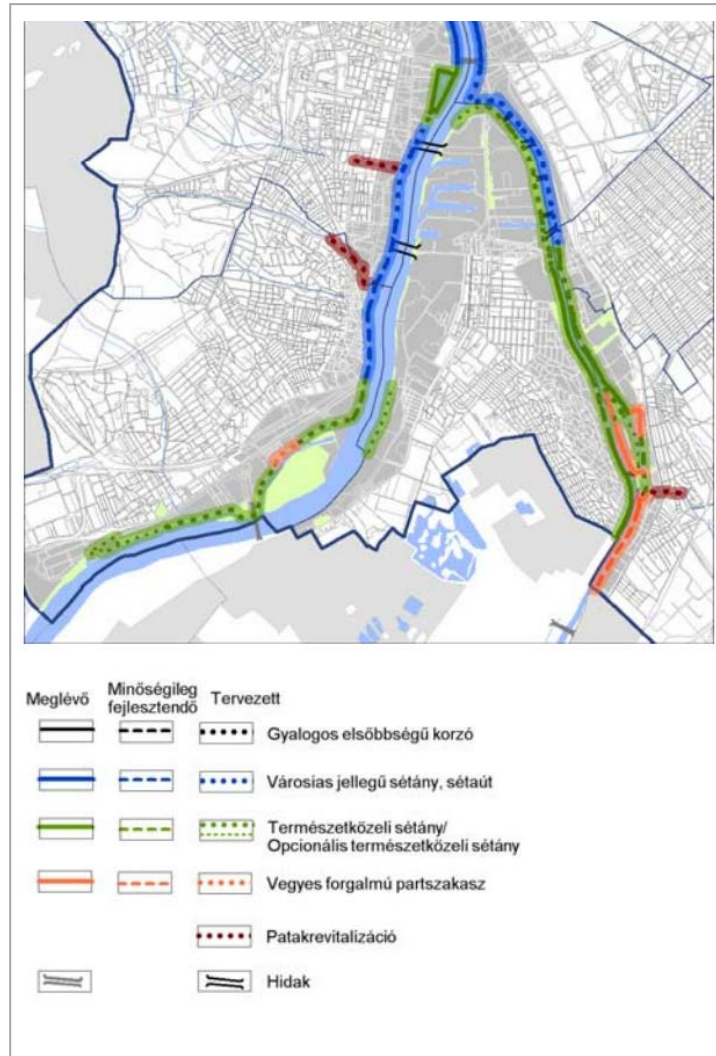 Meglévő Minőségileg fejlesztendő Tervezett
Gyalogos elsőbbségű korzó
Városias jellegű sétány, sétaút
Természetközeli sétány/
Opcionális természetközeli sétány
Vegyes forgalmú partszakasz
Patakrevitalizáció
Hidak